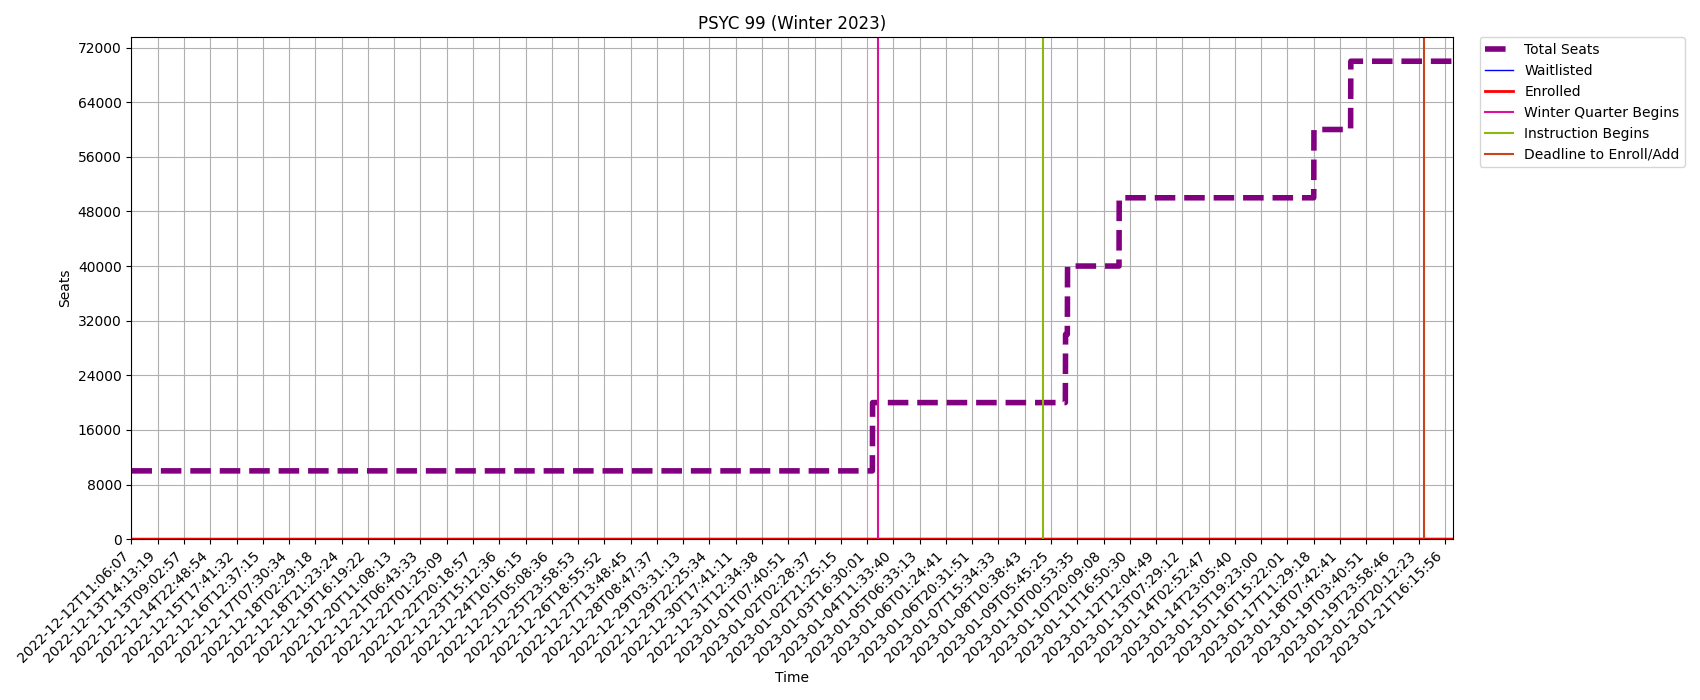 PSYC 99 (Winter 2023)
Total Seats
Waitlisted
Enrolled
Winter Quarter Begins
Instruction Begins
Deadline to Enroll/Add
Seats
72000
64000
56000
48000
40000
32000
24000
16000
8000
0
2022-12-12T11:06:07
2022-12-13T14:13:19
2022-12-13T09:02:57
2022-12-14T22:48:54
2022-12-15T17:41:32
2022-12-16T12:37:15
2022-12-17T07:30:34
2022-12-18T02:29:18
2022-12-18T21:23:24
2022-12-19T16:19:22
2022-12-20T11:08:13
2022-12-21T06:43:33
2022-12-22T01:25:09
2022-12-22T20:18:57
2022-12-23T15:12:36
2022-12-24T10:16:15
2022-12-25T05:08:36
2022-12-25T23:58:53
2022-12-26T18:55:52
2022-12-27T13:48:45
2022-12-28T08:47:37
2022-12-29T03:31:13
2022-12-29T22:25:34
2022-12-30T17:41:11
2022-12-31T12:34:38
2023-01-01T07:40:51
2023-01-02T02:28:37
2023-01-02T21:25:15
2023-01-03T16:30:01
2023-01-04T11:33:40
2023-01-05T06:33:13
2023-01-06T01:24:41
2023-01-06T20:31:51
2023-01-07T15:34:33
2023-01-08T10:38:43
2023-01-09T05:45:25
2023-01-10T00:53:35
2023-01-10T20:09:08
2023-01-11T16:50:30
2023-01-12T12:04:49
2023-01-13T07:29:12
2023-01-14T02:52:47
2023-01-14T23:05:40
2023-01-15T19:23:00
2023-01-16T15:22:01
2023-01-17T11:29:18
2023-01-18T07:42:41
2023-01-19T03:40:51
2023-01-19T23:58:46
2023-01-20T20:12:23
2023-01-21T16:15:56
Time